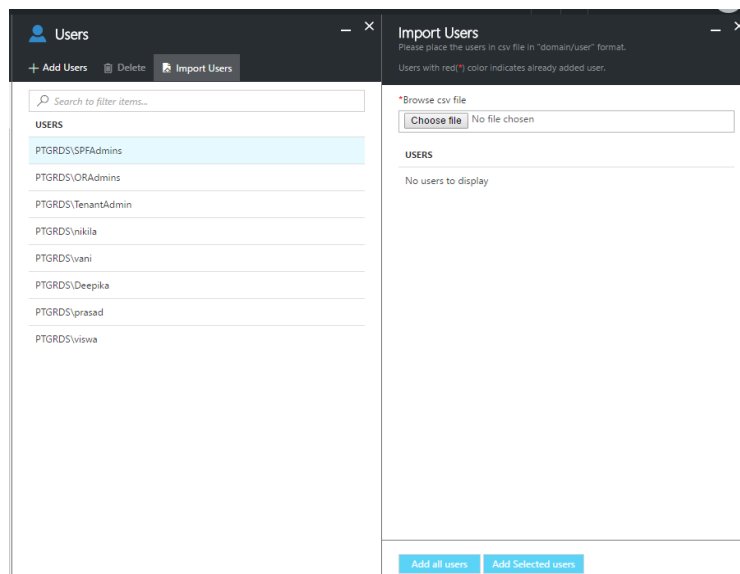 Users
+ Add Users Delete Import Users
Search to filter items...
USERS
PTGRDS\SPFAdmins
PTGRDS\ORAdmins
PTGRDS\TenantAdmin
PTGRDS\nikila
PTGRDS\vani
PTGRDS\Deepika
PTGRDS\prasad
PTGRDS\viswa
Import Users
Please place the users in csv file in "domain/user" format.
Users with red(*) color indicates already added user.
*Browse csv file
Choose file No file chosen
USERS
No users to display
Add all users Add Selected users